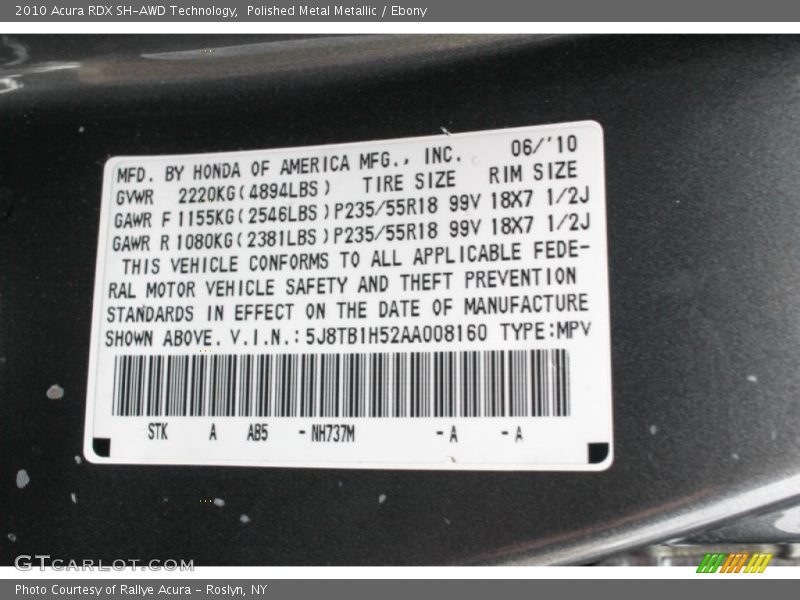 2010 Acura RDX SH-AWD Technology,  Polished Metal Metallic / Ebony
MFD. BY HONDA OF AMERICA MFG., INC. 06/'10
GVWR 2220KG(4894LBS) TIRE SIZE RIM SIZE
GAWR F 1155KG(2546LBS) P235/55R18 99V 18X7 1/2J
GAWR R 1080KG(2381LBS) P235/55R18 99V 18X7 1/2J
THIS VEHICLE CONFORMS TO ALL APPLICABLE FEDE-
RAL MOTOR VEHICLE SAFETY AND THEFT PREVENTION
STANDARDS IN EFFECT ON THE DATE OF MANUFACTURE
SHOWN ABOVE. V.I.N.: 5J8TB1H52AA008160 TYPE:MPV
STK A AB5 - NH737M - A - A
GTCARLOT.COM
Photo Courtesy of Rallye Acura - Roslyn, NY